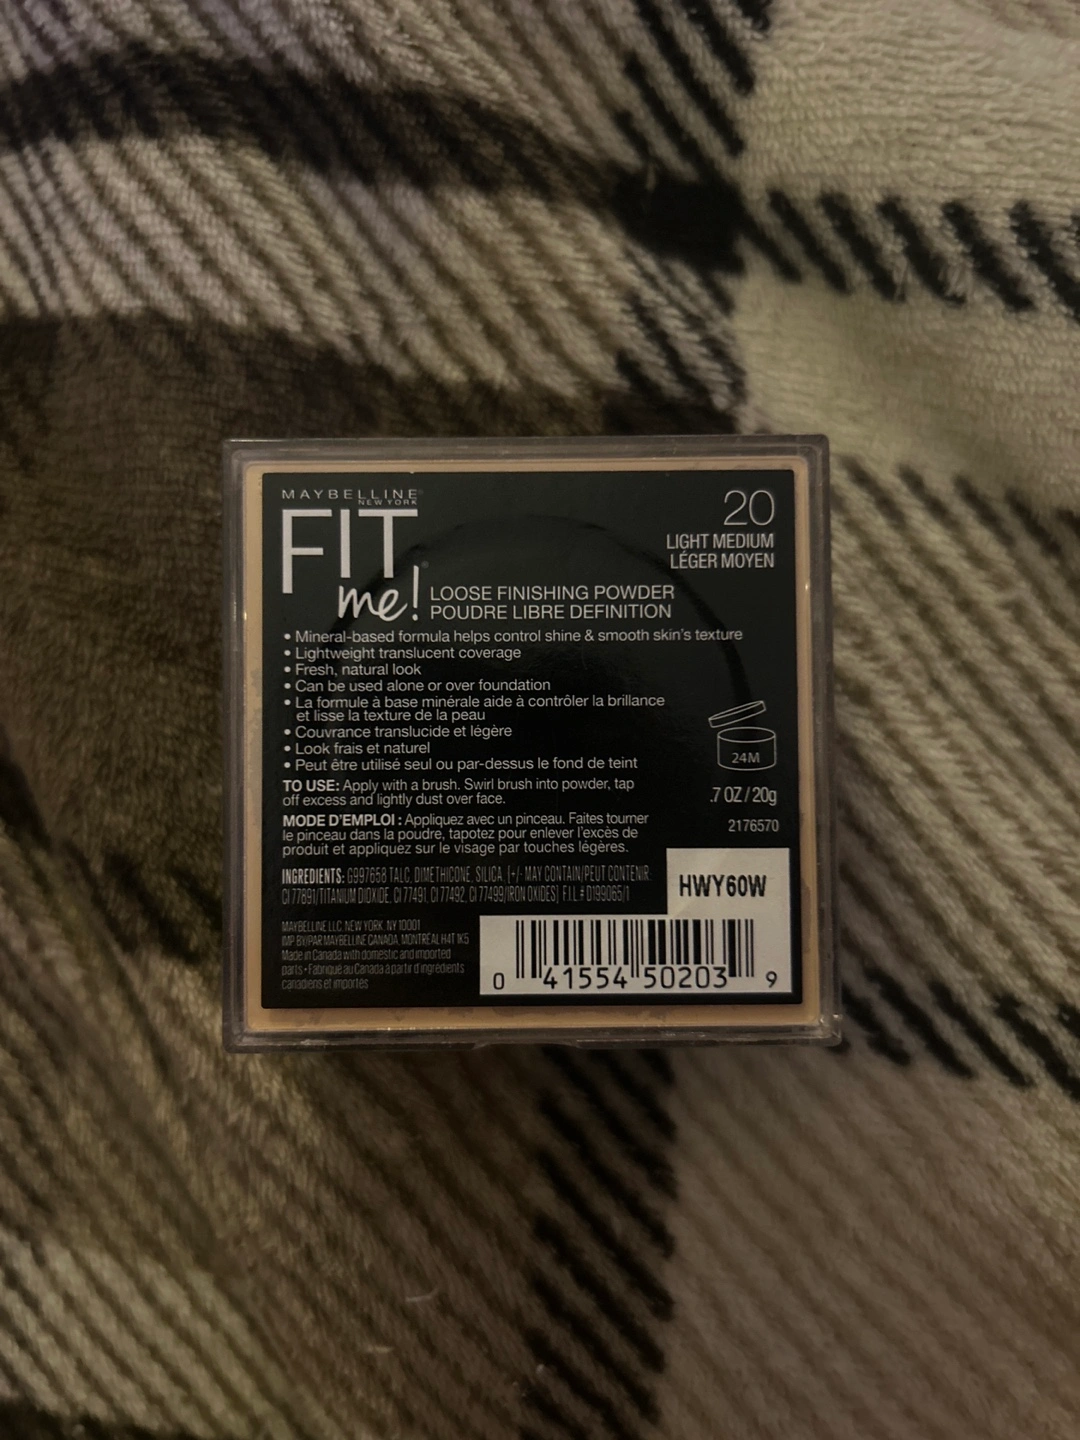 MAYBELLINE
NEW YORK
FIT
me!®
LOOSE FINISHING POWDER
POUDRE LIBRE DEFINITION
20
LIGHT MEDIUM
LÉGER MOYEN
• Mineral-based formula helps control shine & smooth skin's texture
• Lightweight translucent coverage
• Fresh, natural look
• Can be used alone or over foundation
• La formule à base minérale aide à contrôler la brillance
et lisse la texture de la peau
• Couvrance translucide et légère
• Look frais et naturel
• Peut être utilisé seul ou par-dessus le fond de teint
TO USE: Apply with a brush. Swirl brush into powder, tap
off excess and lightly dust over face.
MODE D'EMPLOI : Appliquez avec un pinceau. Faites tourner
le pinceau dans la poudre, tapotez pour enlever l'excès de
produit et appliquez sur le visage par touches légères.
24M
.7 OZ / 20g
2176570
INGREDIENTS: G997658 TALC, DIMETHICONE, SILICA. [+/- MAY CONTAIN/PEUT CONTENIR:
CI 77891/TITANIUM DIOXIDE, CI 77491, CI 77492, CI 77499/IRON OXIDES] F.I.L # D199065/1
MAYBELLINE LLC, NEW YORK, NY 10001
IMP. BY/PAR MAYBELLINE CANADA, MONTRÉAL H4T 1K5
Made in Canada with domestic and imported
parts • Fabriqué au Canada à partir d'ingrédients
canadiens et importés
HWY60W
0 41554 50203 9